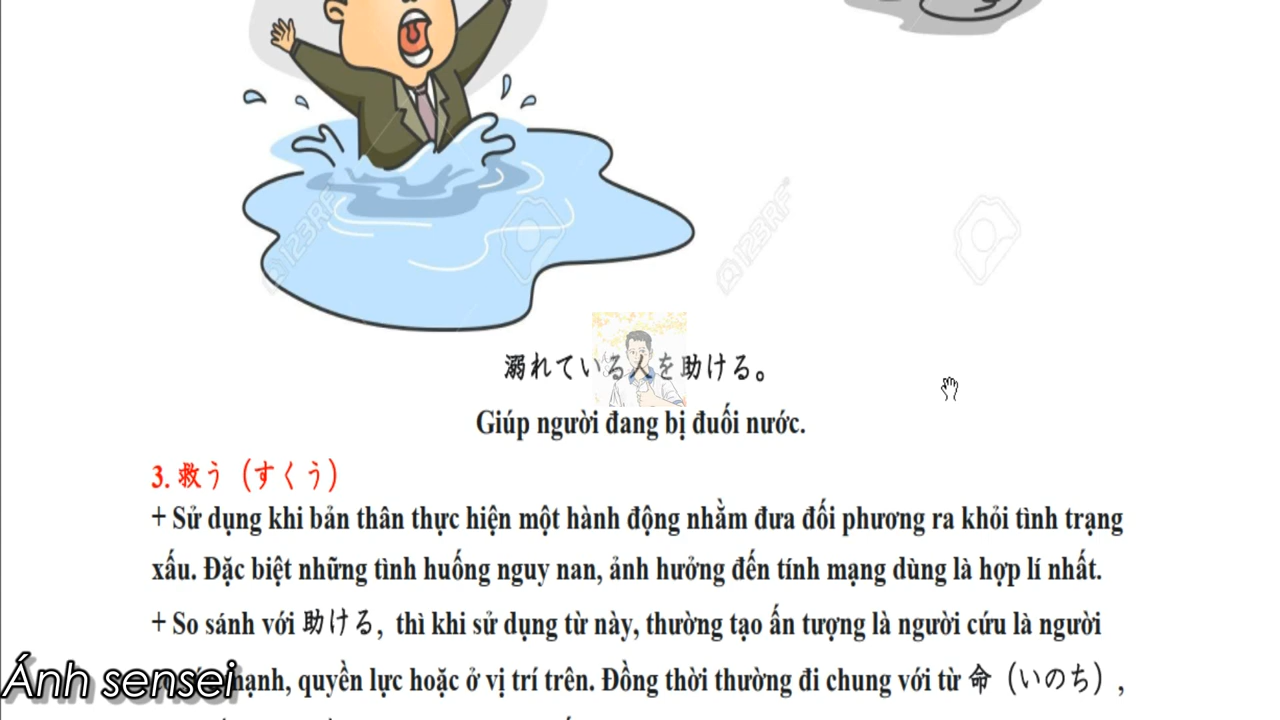 123RF
123RF
溺れている人を助ける。
Giúp người đang bị đuối nước.
3. 救う（すくう）
+ Sử dụng khi bản thân thực hiện một hành động nhằm đưa đối phương ra khỏi tình trạng
xấu. Đặc biệt những tình huống nguy nan, ảnh hưởng đến tính mạng dùng là hợp lí nhất.
+ So sánh với 助ける, thì khi sử dụng từ này, thường tạo ấn tượng là người cứu là người
hạnh, quyền lực hoặc ở vị trí trên. Đồng thời thường đi chung với từ 命（いのち）,
Ánh sensei